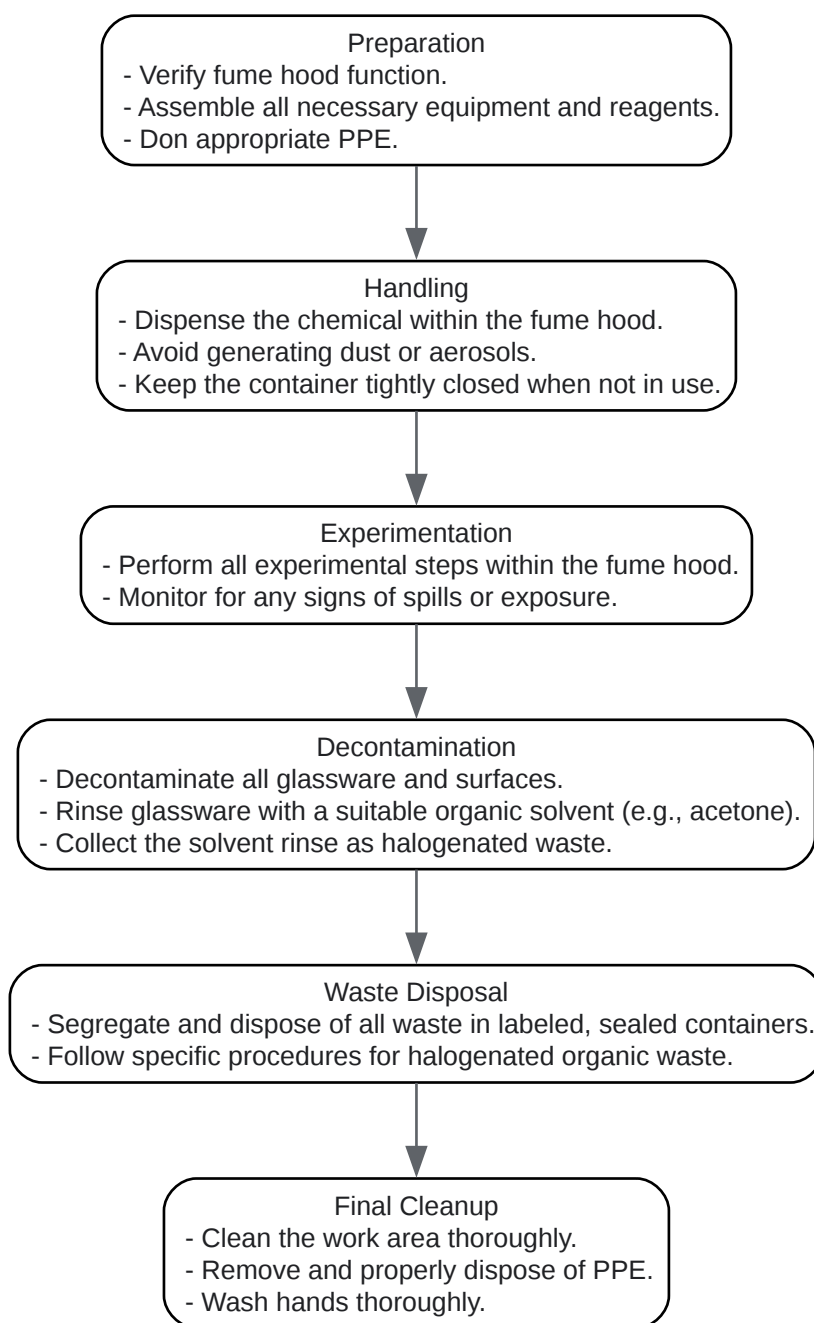 Preparation
- Verify fume hood function.
- Assemble all necessary equipment and reagents.
- Don appropriate PPE.
Handling
- Dispense the chemical within the fume hood.
- Avoid generating dust or aerosols.
- Keep the container tightly closed when not in use.
Experimentation
- Perform all experimental steps within the fume hood.
- Monitor for any signs of spills or exposure.
Decontamination
- Decontaminate all glassware and surfaces.
- Rinse glassware with a suitable organic solvent (e.g., acetone).
- Collect the solvent rinse as halogenated waste.
Waste Disposal
- Segregate and dispose of all waste in labeled, sealed containers.
- Follow specific procedures for halogenated organic waste.
Final Cleanup
- Clean the work area thoroughly.
- Remove and properly dispose of PPE.
- Wash hands thoroughly.